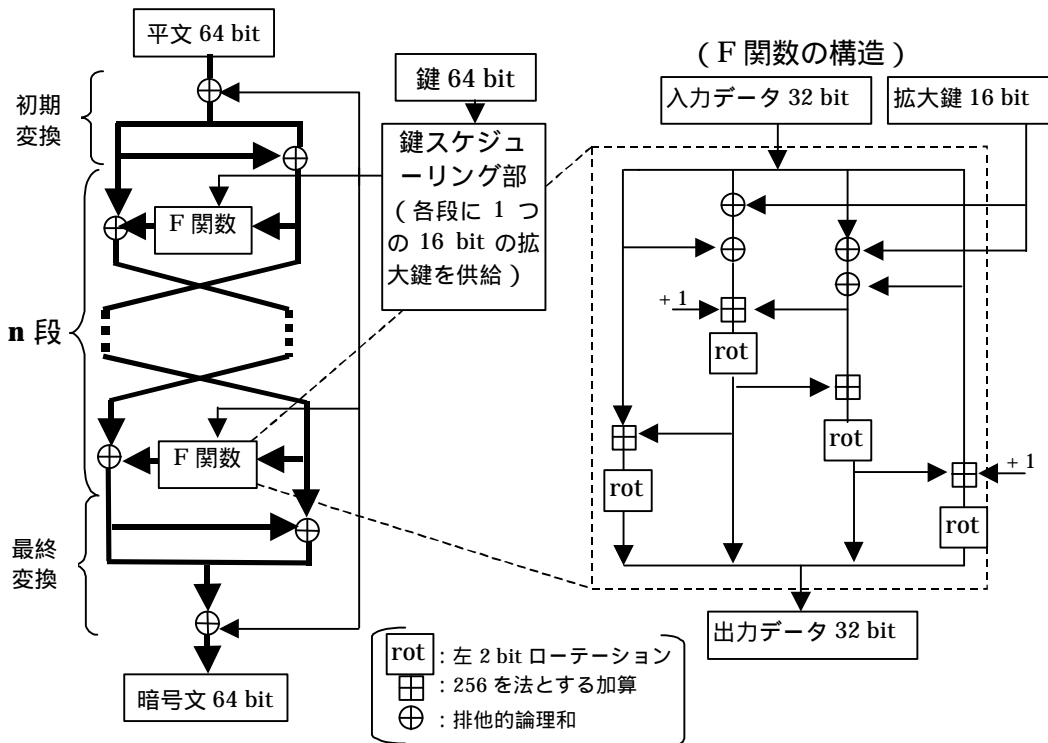 平文 64 bit
初期
変換
F 関数
n 段
F 関数
最終
変換
暗号文 64 bit
鍵 64 bit
鍵スケジュ
ーリング部
（各段に 1 つ
の 16 bit の拡
大鍵を供給）
（F 関数の構造）
入力データ 32 bit
拡大鍵 16 bit
+ 1
rot
rot
rot
+ 1
rot
出力データ 32 bit
rot : 左 2 bit ローテーション
: 256 を法とする加算
: 排他的論理和